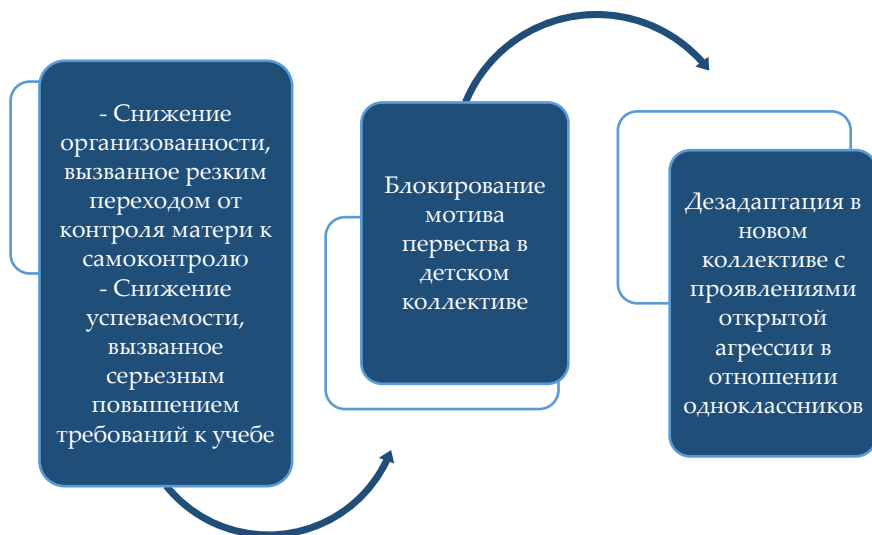 - Снижение
организованности,
вызванное резким
переходом от
контроля матери к
самоконтролю
- Снижение
успеваемости,
вызванное
серьезным
повышением
требований к учебе
Блокирование
мотива
первества в
детском
коллективе
Дезадаптация в
новом
коллективе с
проявлениями
открытой
агрессии в
отношении
одноклассников